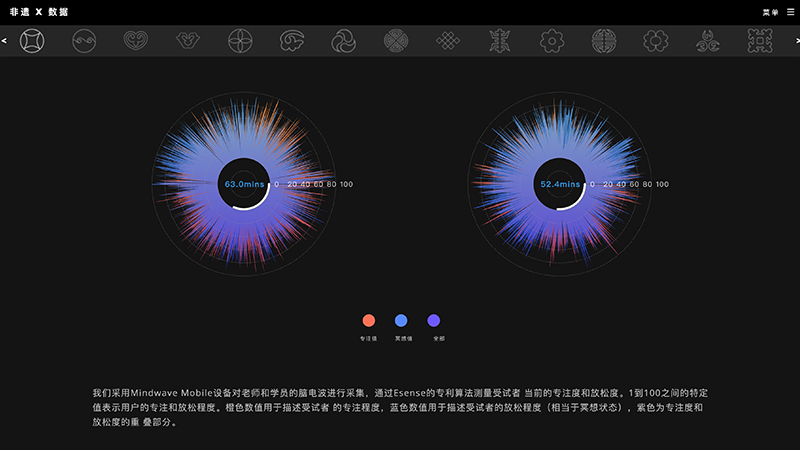 非遗 X 数据
菜单
<
>
63.0mins 0 20 40 60 80 100
52.4mins 0 20 40 60 80 100
专注值 冥想值 全部
我们采用Mindwave Mobile设备对老师和学员的脑电波进行采集，通过Esense的专利算法测量受试者 当前的专注度和放松度。1到100之间的特定
值表示用户的专注和放松程度。橙色数值用于描述受试者 的专注程度，蓝色数值用于描述受试者的放松程度（相当于冥想状态），紫色为专注度和
放松度的重 叠部分。